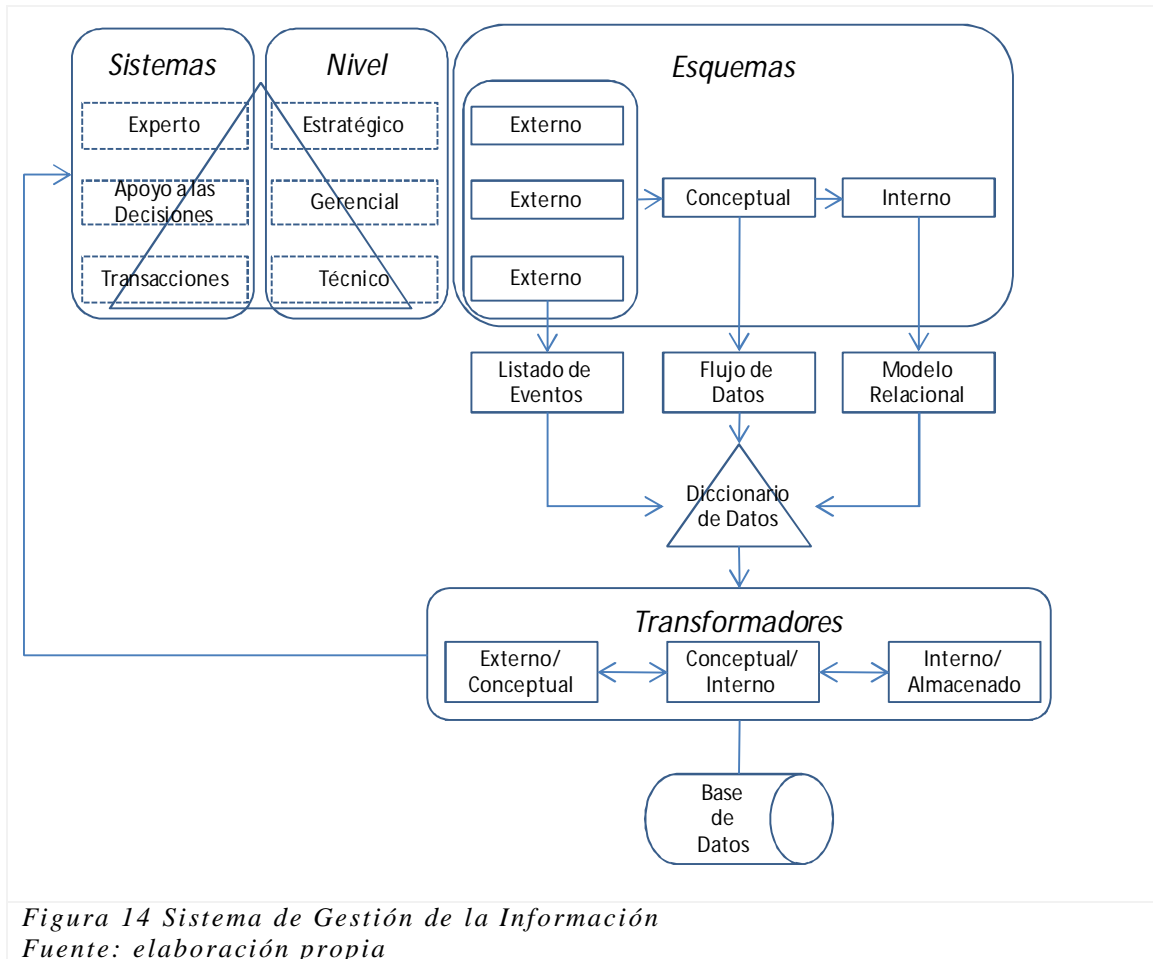 Sistemas
Nivel
Esquemas
Experto
Estratégico
Externo
Apoyo a las
Decisiones
Gerencial
Externo
Conceptual
Interno
Transacciones
Técnico
Externo
Listado de
Eventos
Flujo de
Datos
Modelo
Relacional
Diccionario
de Datos
Transformadores
Externo/
Conceptual
Conceptual/
Interno
Interno/
Almacenado
Base
de
Datos
Figura 14 Sistema de Gestión de la Información
Fuente: elaboración propia